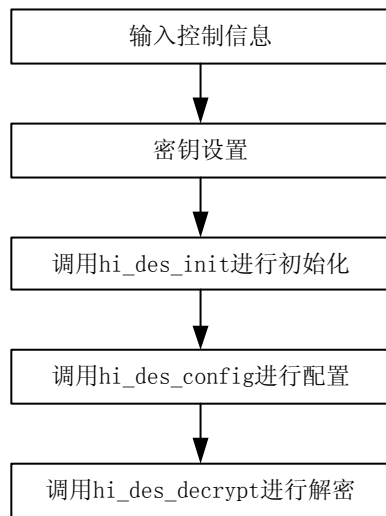 输入控制信息
密钥设置
调用hi_des_init进行初始化
调用hi_des_config进行配置
调用hi_des_decrypt进行解密